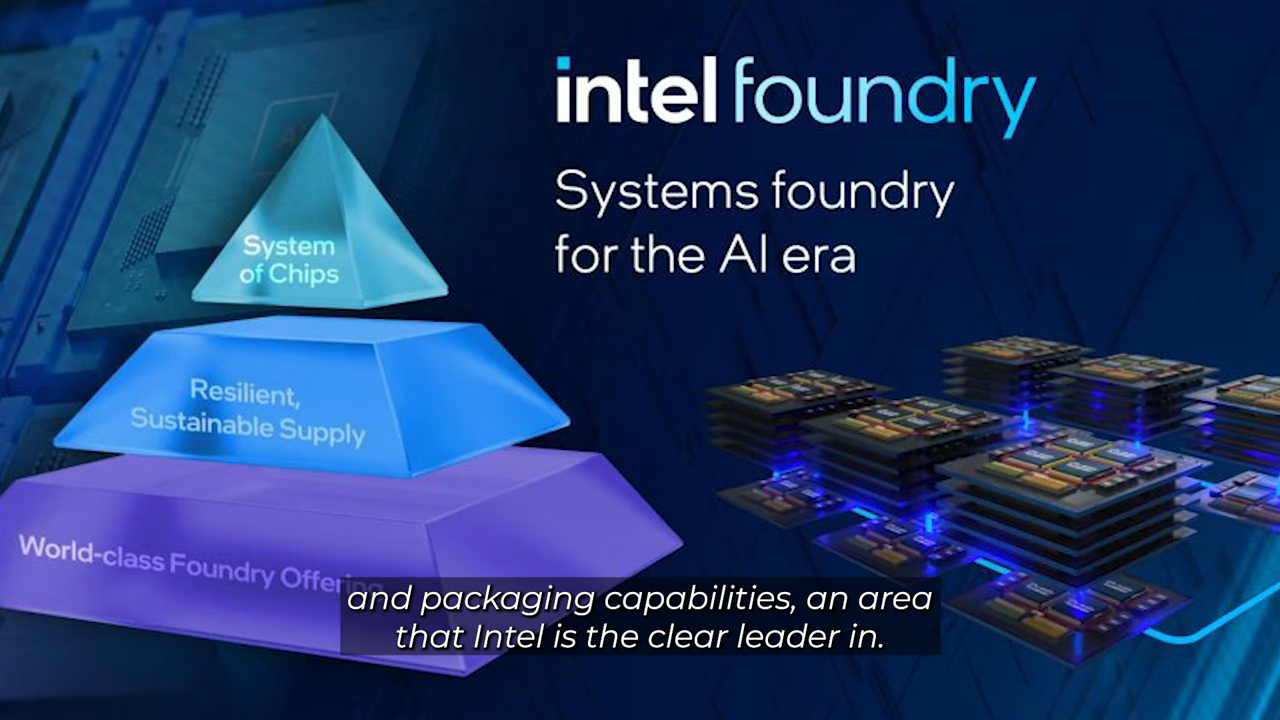 intel foundry
Systems foundry
for the AI era
System
of Chips
Resilient,
Sustainable Supply
World-class Foundry Offering
and packaging capabilities, an area
that Intel is the clear leader in.